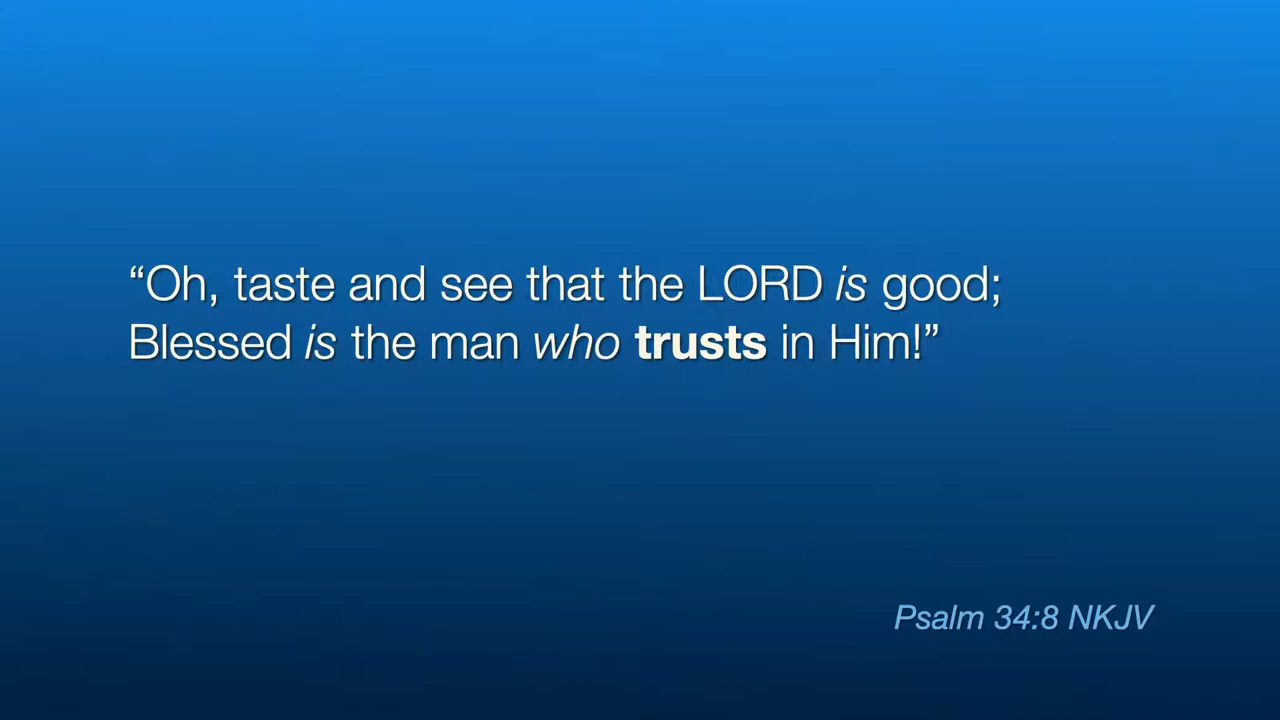 “Oh, taste and see that the LORD is good;
Blessed is the man who trusts in Him!”
Psalm 34:8 NKJV